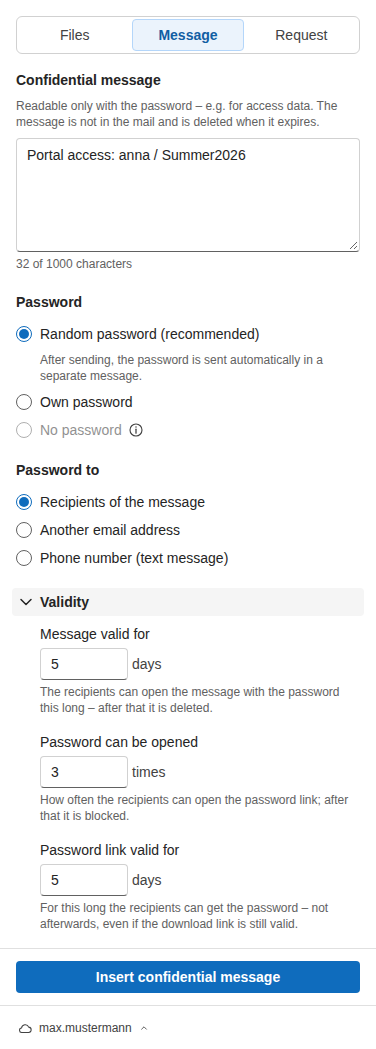 Files Message Request
Confidential message
Readable only with the password – e.g. for access data. The
message is not in the mail and is deleted when it expires.
Portal access: anna / Summer2026
32 of 1000 characters
Password
Random password (recommended)
After sending, the password is sent automatically in a
separate message.
Own password
No password
Password to
Recipients of the message
Another email address
Phone number (text message)
Validity
Message valid for
5 days
The recipients can open the message with the password
this long – after that it is deleted.
Password can be opened
3 times
How often the recipients can open the password link; after
that it is blocked.
Password link valid for
5 days
For this long the recipients can get the password – not
afterwards, even if the download link is still valid.
Insert confidential message
max.mustermann